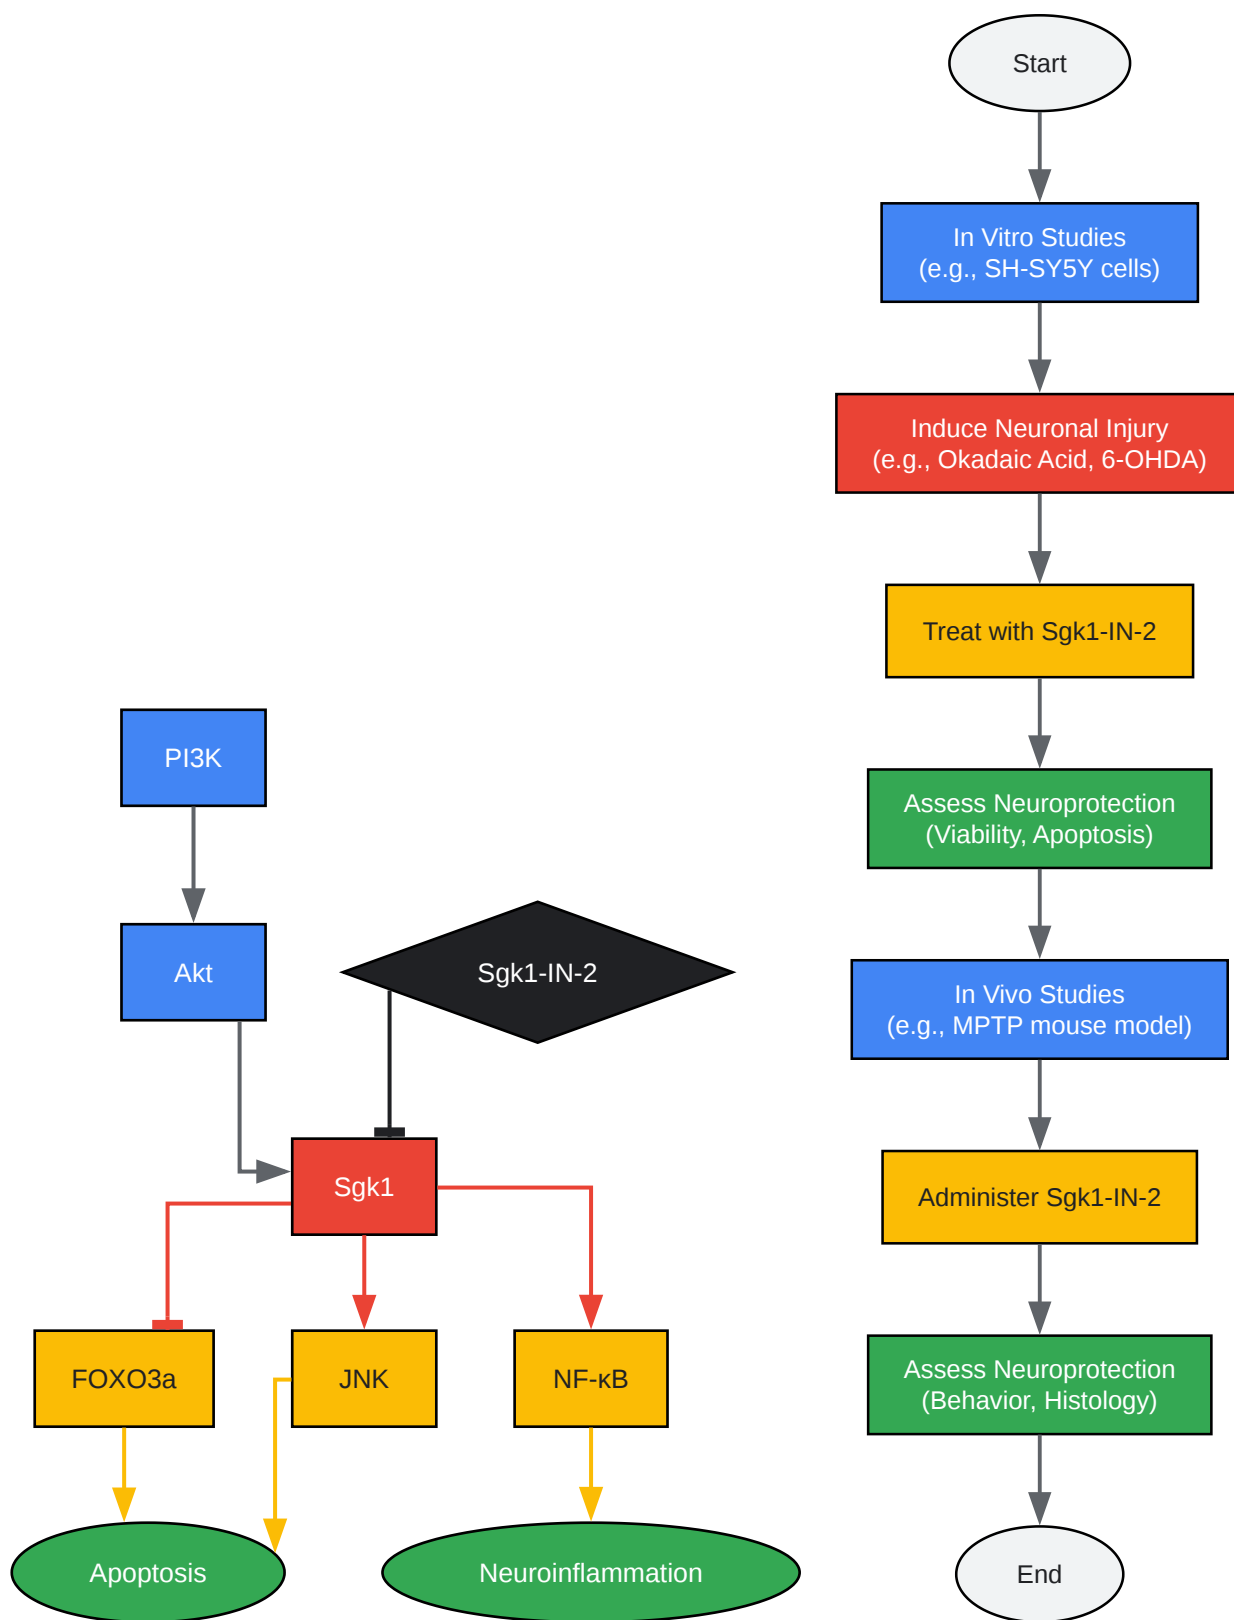 Start
In Vitro Studies
(e.g., SH-SY5Y cells)
Induce Neuronal Injury
(e.g., Okadaic Acid, 6-OHDA)
Treat with Sgk1-IN-2
Assess Neuroprotection
(Viability, Apoptosis)
In Vivo Studies
(e.g., MPTP mouse model)
Administer Sgk1-IN-2
Assess Neuroprotection
(Behavior, Histology)
End
PI3K
Akt
Sgk1-IN-2
Sgk1
FOXO3a
JNK
NF-κB
Apoptosis
Neuroinflammation